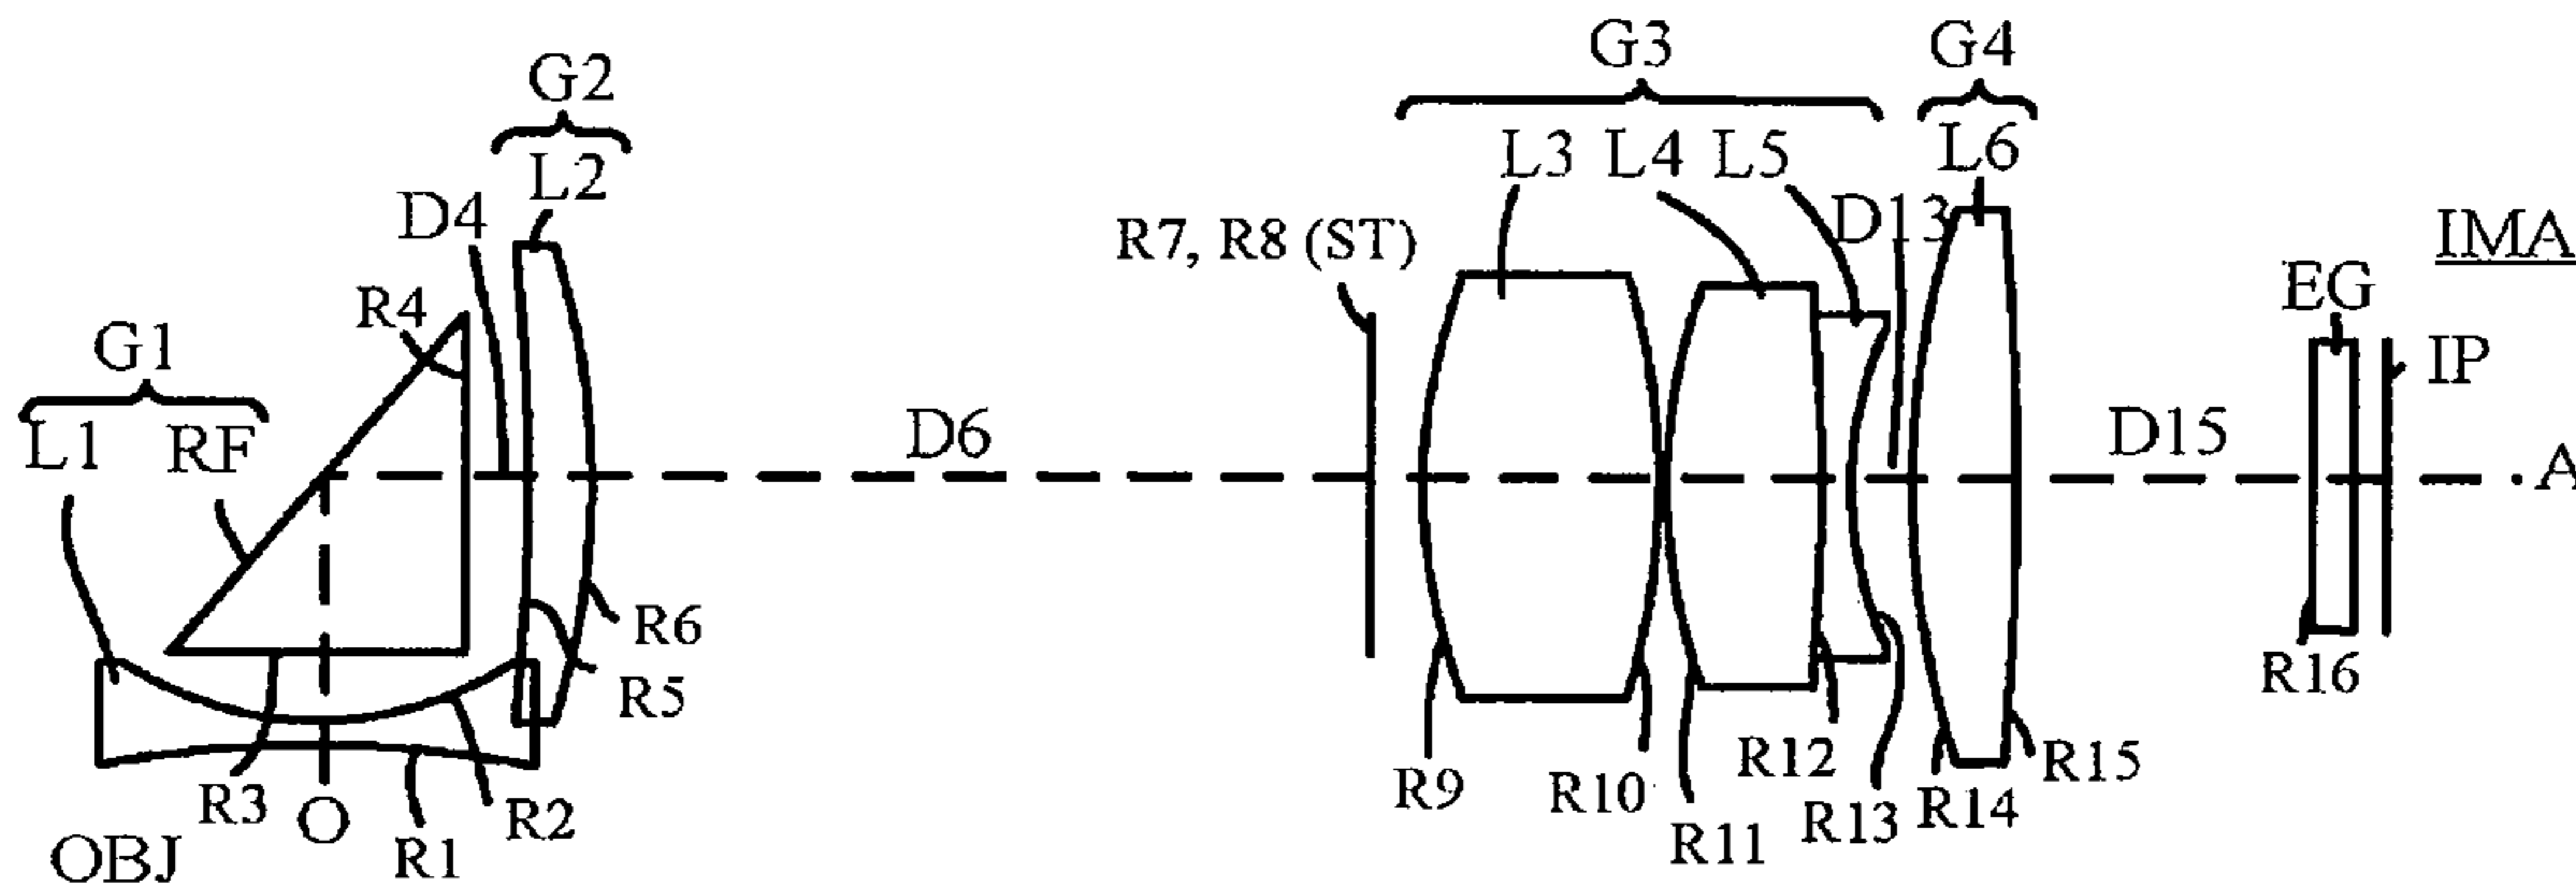 G3 G4
G2
L2 L3 L4 L5 L6
D4 R7, R8 (ST) D13 IMA
R4 EG
G1 IP
L1 RF D6 D15 A
R6
R5 R16
R3 O R1 R2 R9 R10 R11 R12 R13 R14 R15
OBJ